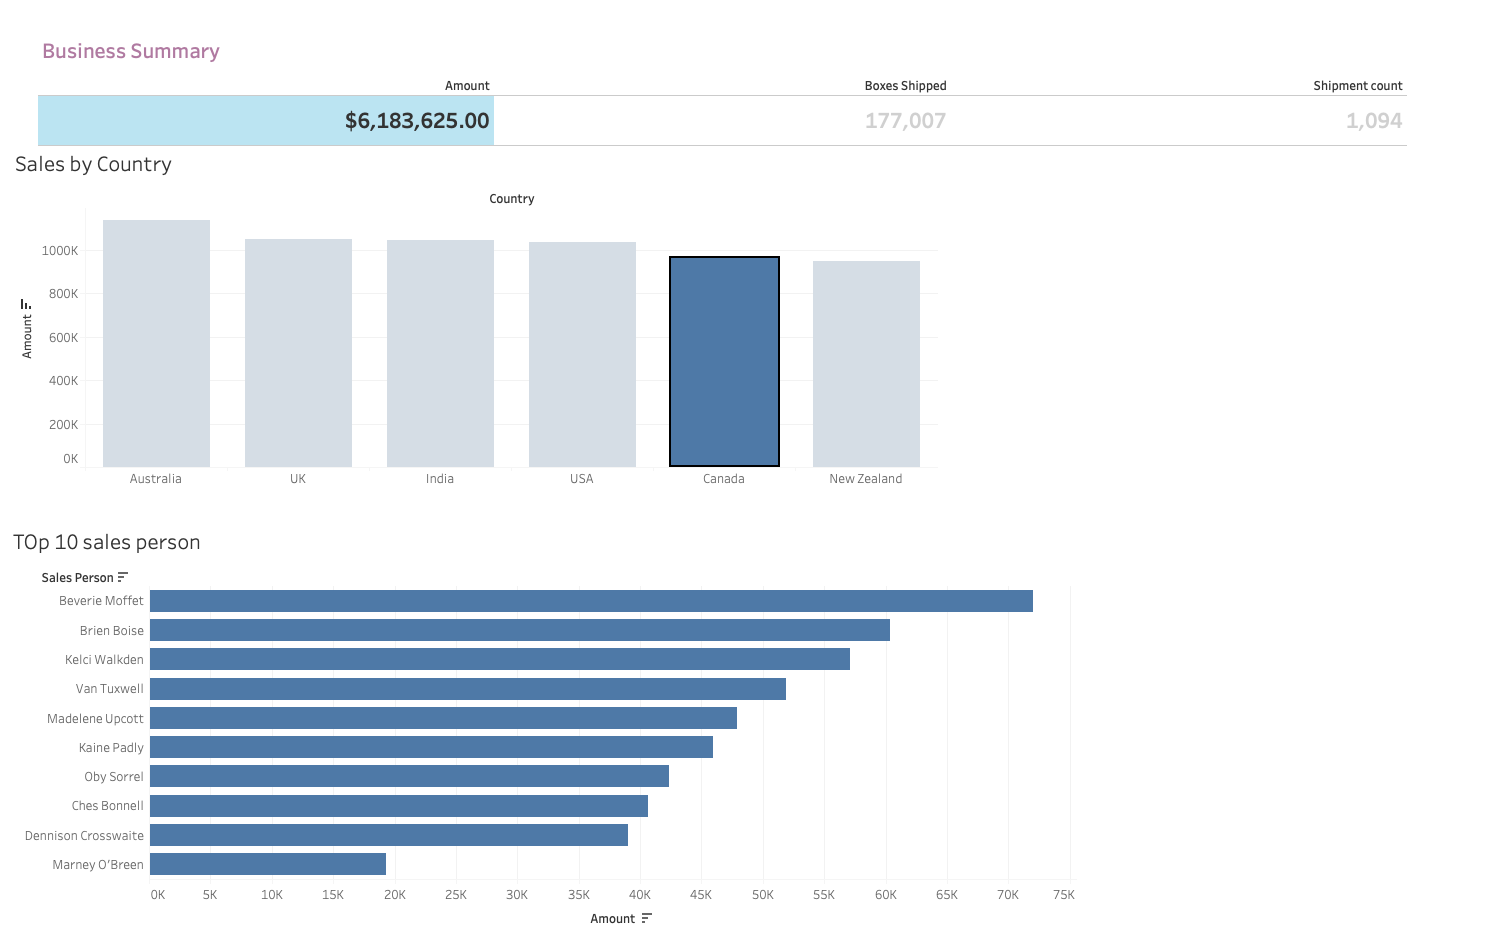 Business Summary
Amount Boxes Shipped Shipment count
$6,183,625.00 177,007 1,094
Sales by Country
Country
Amount
1000K
800K
600K
400K
200K
0K
Australia UK India USA Canada New Zealand
TOp 10 sales person
Sales Person
Beverie Moffet
Brien Boise
Kelci Walkden
Van Tuxwell
Madelene Upcott
Kaine Padly
Oby Sorrel
Ches Bonnell
Dennison Crosswaite
Marney O’Breen
0K 5K 10K 15K 20K 25K 30K 35K 40K 45K 50K 55K 60K 65K 70K 75K
Amount